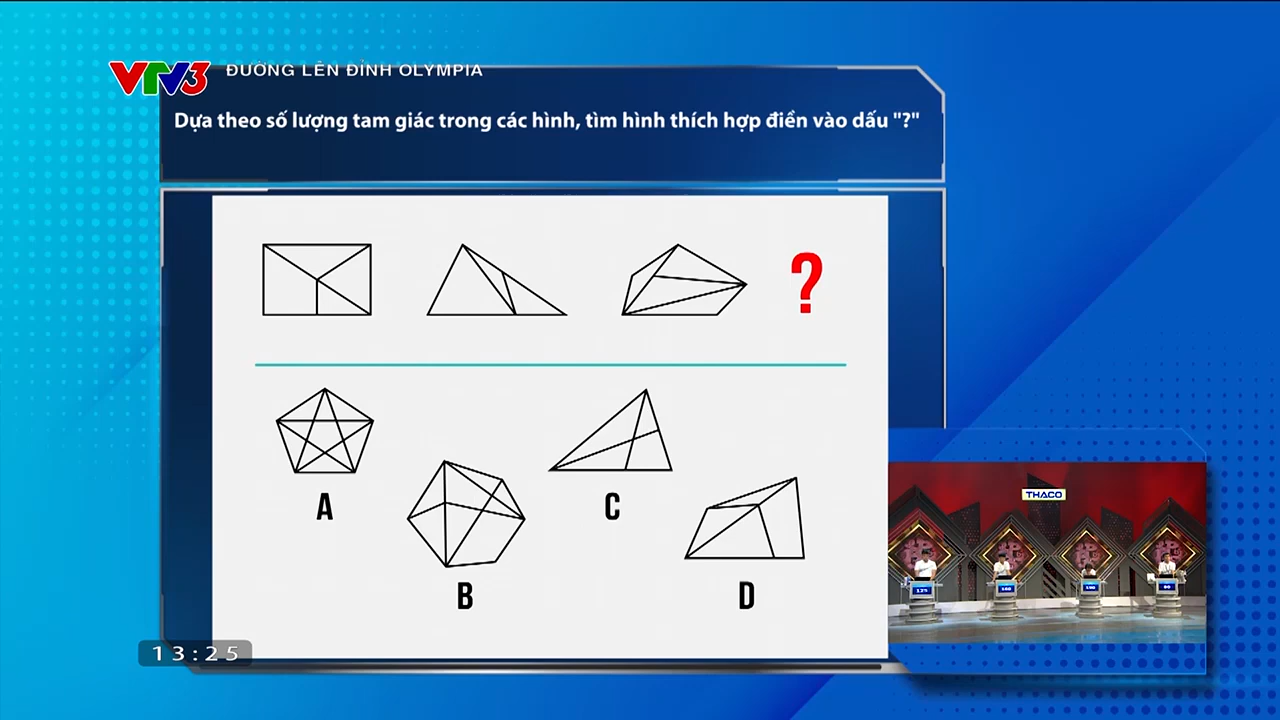 VTV3 ĐƯỜNG LÊN ĐỈNH OLYMPIA
Dựa theo số lượng tam giác trong các hình, tìm hình thích hợp điền vào dấu "?"
?
A
B
C
D
THACO
13:25